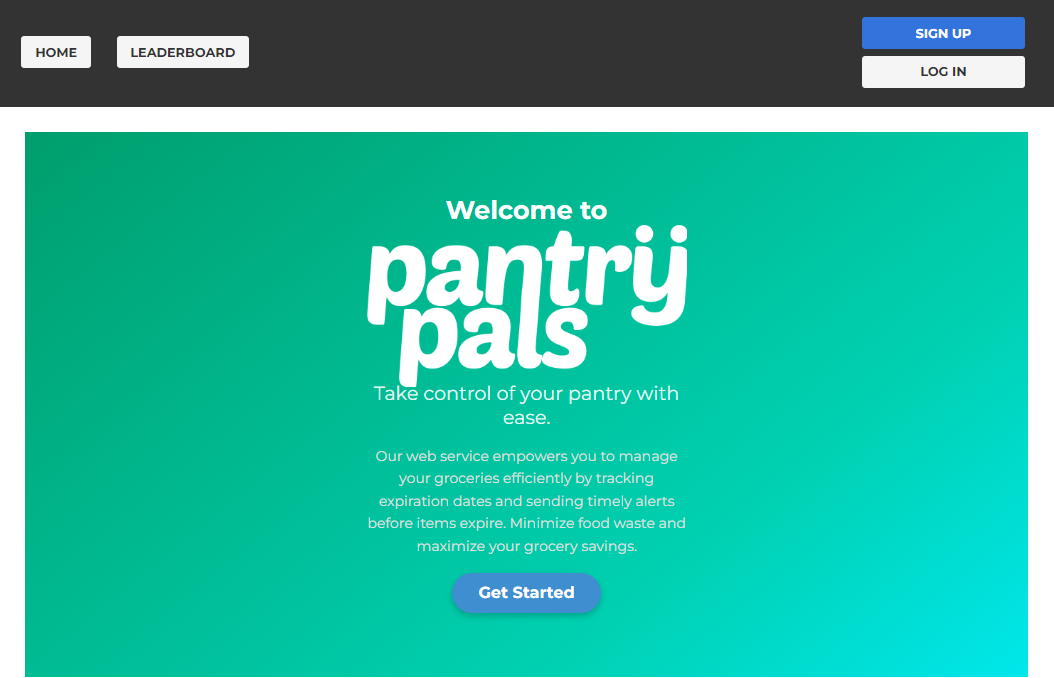 HOME
LEADERBOARD
SIGN UP
LOG IN
Welcome to
pantry
pals
Take control of your pantry with
ease.
Our web service empowers you to manage
your groceries efficiently by tracking
expiration dates and sending timely alerts
before items expire. Minimize food waste and
maximize your grocery savings.
Get Started